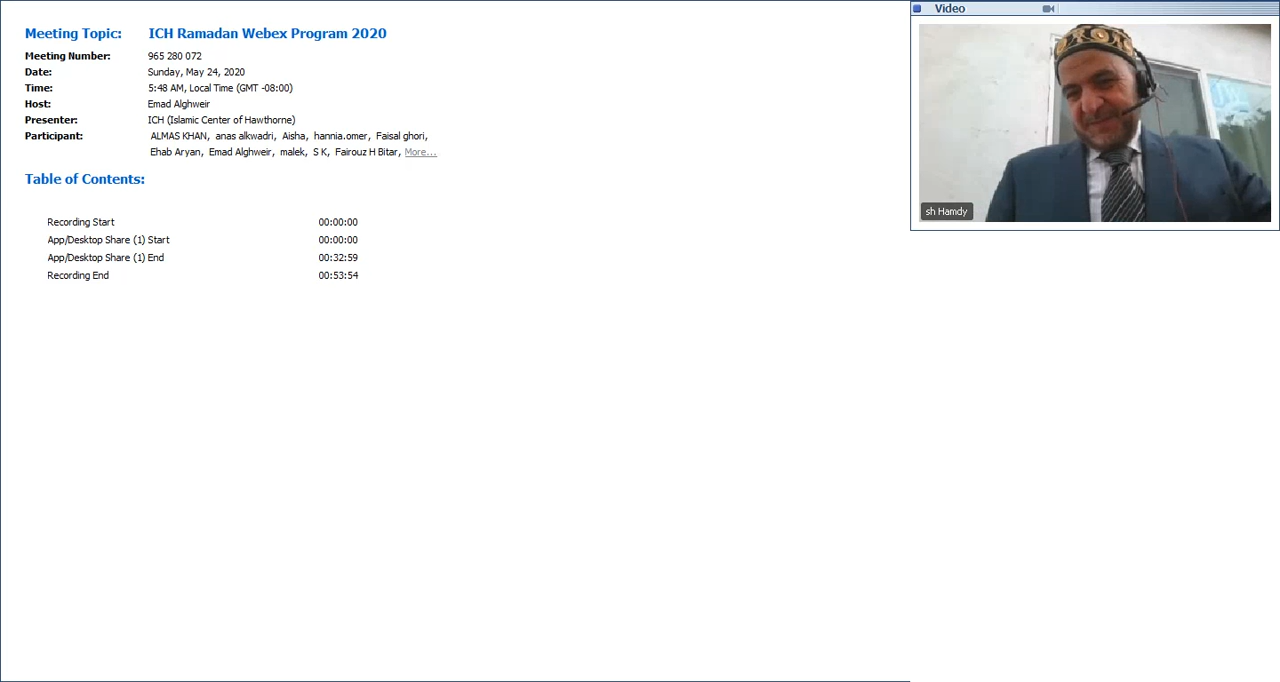 Meeting Topic: ICH Ramadan Webex Program 2020
Meeting Number: 965 280 072
Date: Sunday, May 24, 2020
Time: 5:48 AM, Local Time (GMT -08:00)
Host: Emad Alghweir
Presenter: ICH (Islamic Center of Hawthorne)
Participant: ALMAS KHAN, anas alkwadri, Aisha, hannia.omer, Faisal ghori,
Ehab Aryan, Emad Alghweir, malek, S K, Fairouz H Bitar, More...
Table of Contents:
Recording Start 00:00:00
App/Desktop Share (1) Start 00:00:00
App/Desktop Share (1) End 00:32:59
Recording End 00:53:54
Video
sh Hamdy